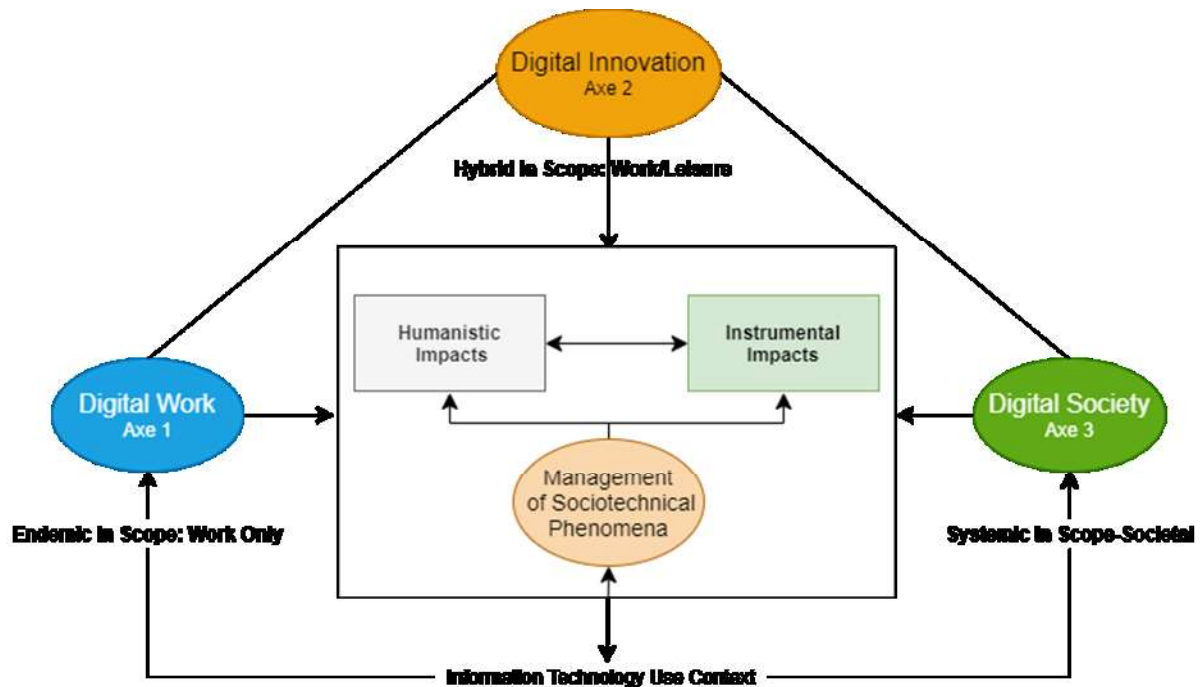 Digital Innovation
Axe 2
Hybrid in Scope: Work/Leisure
Humanistic
Impacts
Instrumental
Impacts
Digital Work
Axe 1
Digital Society
Axe 3
Management
of Sociotechnical
Phenomena
Endemic in Scope: Work Only
Systemic in Scope-Societal
Information Technology Use Context